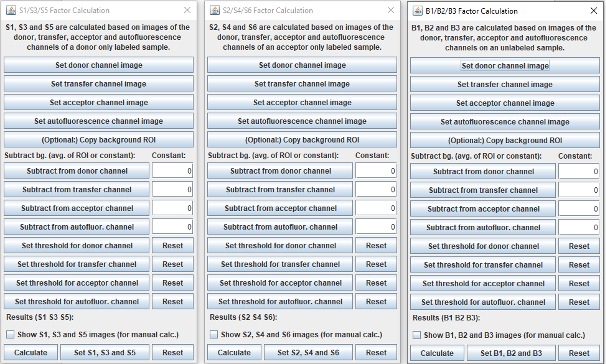 S1/S3/S5 Factor Calculation
S1, S3 and S5 are calculated based on images of the
donor, transfer, acceptor and autofluorescence
channels of a donor only labeled sample.
Set donor channel image
Set transfer channel image
Set acceptor channel image
Set autofluorescence channel image
(Optional:) Copy background ROI
Subtract bg. (avg. of ROI or constant): Constant:
Subtract from donor channel 0
Subtract from transfer channel 0
Subtract from acceptor channel 0
Subtract from autofluor. channel 0
Set threshold for donor channel Reset
Set threshold for transfer channel Reset
Set threshold for acceptor channel Reset
Set threshold for autofluor. channel Reset
Results (S1 S3 S5):
Show S1, S3 and S5 images (for manual calc.)
Calculate Set S1, S3 and S5 Reset
S2/S4/S6 Factor Calculation
S2, S4 and S6 are calculated based on images of the
donor, transfer, acceptor and autofluorescence
channels of an acceptor only labeled sample.
Set donor channel image
Set transfer channel image
Set acceptor channel image
Set autofluorescence channel image
(Optional:) Copy background ROI
Subtract bg. (avg. of ROI or constant): Constant:
Subtract from donor channel 0
Subtract from transfer channel 0
Subtract from acceptor channel 0
Subtract from autofluor. channel 0
Set threshold for donor channel Reset
Set threshold for transfer channel Reset
Set threshold for acceptor channel Reset
Set threshold for autofluor. channel Reset
Results (S2 S4 S6):
Show S2, S4 and S6 images (for manual calc.)
Calculate Set S2, S4 and S6 Reset
B1/B2/B3 Factor Calculation
B1, B2 and B3 are calculated based on images of the
donor, transfer, acceptor and autofluorescence
channels on an unlabeled sample.
Set donor channel image
Set transfer channel image
Set acceptor channel image
Set autofluorescence channel image
(Optional:) Copy background ROI
Subtract bg. (avg. of ROI or constant): Constant:
Subtract from donor channel 0
Subtract from transfer channel 0
Subtract from acceptor channel 0
Subtract from autofluor. channel 0
Set threshold for donor channel Reset
Set threshold for transfer channel Reset
Set threshold for acceptor channel Reset
Set threshold for autofluor. channel Reset
Results (B1 B2 B3):
Show B1, B2 and B3 images (for manual calc.)
Calculate Set B1, B2 and B3 Reset